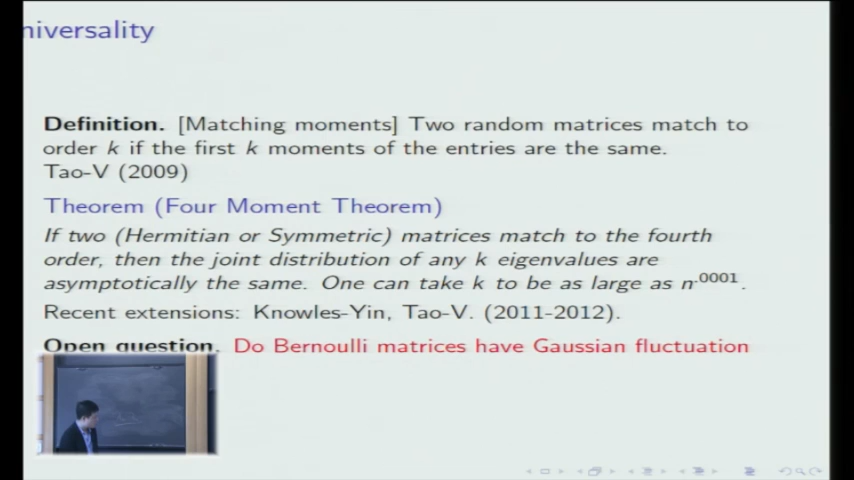 niversality
Definition. [Matching moments] Two random matrices match to
order k if the first k moments of the entries are the same.
Tao-V (2009)
Theorem (Four Moment Theorem)
If two (Hermitian or Symmetric) matrices match to the fourth
order, then the joint distribution of any k eigenvalues are
asymptotically the same. One can take k to be as large as n^.0001.
Recent extensions: Knowles-Yin, Tao-V. (2011-2012).
Open question. Do Bernoulli matrices have Gaussian fluctuation